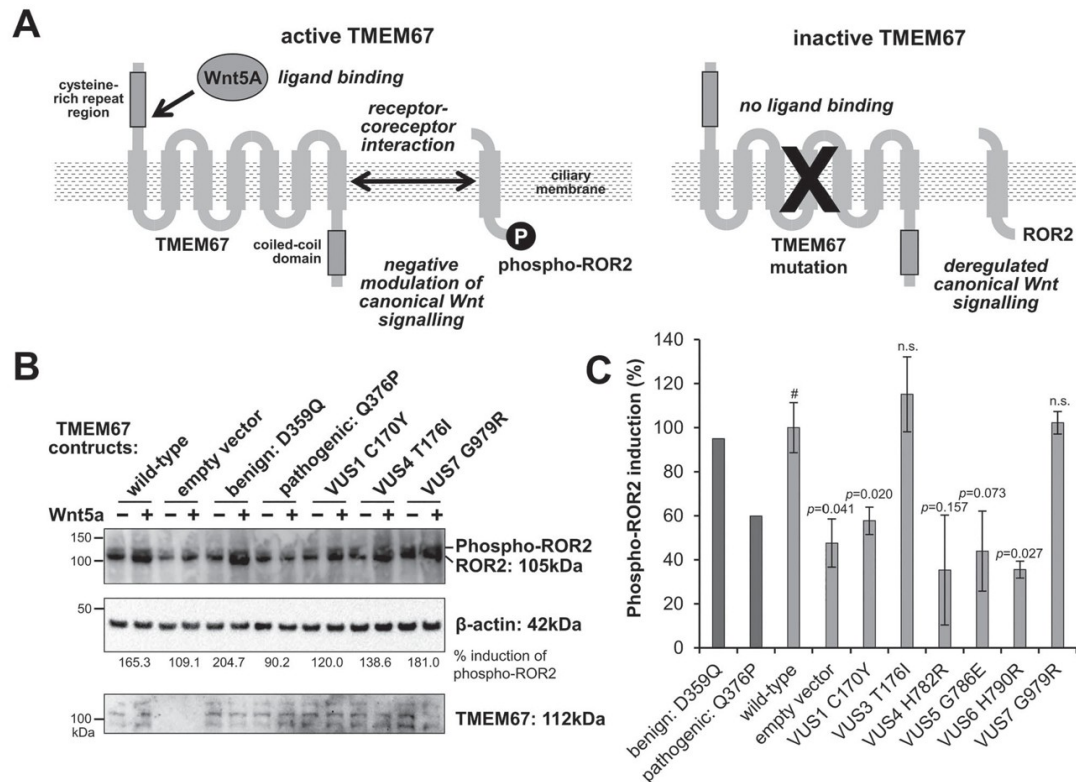 A
active TMEM67
inactive TMEM67
cysteine-
rich repeat
region
Wnt5A
ligand binding
receptor-
coreceptor
interaction
ciliary
membrane
TMEM67
coiled-coil
domain
P
phospho-ROR2
negative
modulation of
canonical Wnt
signalling
no ligand binding
X
TMEM67
mutation
ROR2
deregulated
canonical Wnt
signalling
B
TMEM67
contructs:
wild-type
empty vector
benign: D359Q
pathogenic: Q376P
VUS1 C170Y
VUS4 T176I
VUS7 G979R
Wnt5a − + − + − + − + − + − + − +
150
100
Phospho-ROR2
ROR2: 105kDa
50
β-actin: 42kDa
165.3 109.1 204.7 90.2 120.0 138.6 181.0
% induction of
phospho-ROR2
100
kDa
TMEM67: 112kDa
C
Phospho-ROR2 induction (%)
140
120
100
80
60
40
20
0
#
p=0.041
p=0.020
n.s.
p=0.157
p=0.073
p=0.027
n.s.
benign: D359Q
pathogenic: Q376P
wild-type
empty vector
VUS1 C170Y
VUS3 T176I
VUS4 H782R
VUS5 G786E
VUS6 H790R
VUS7 G979R